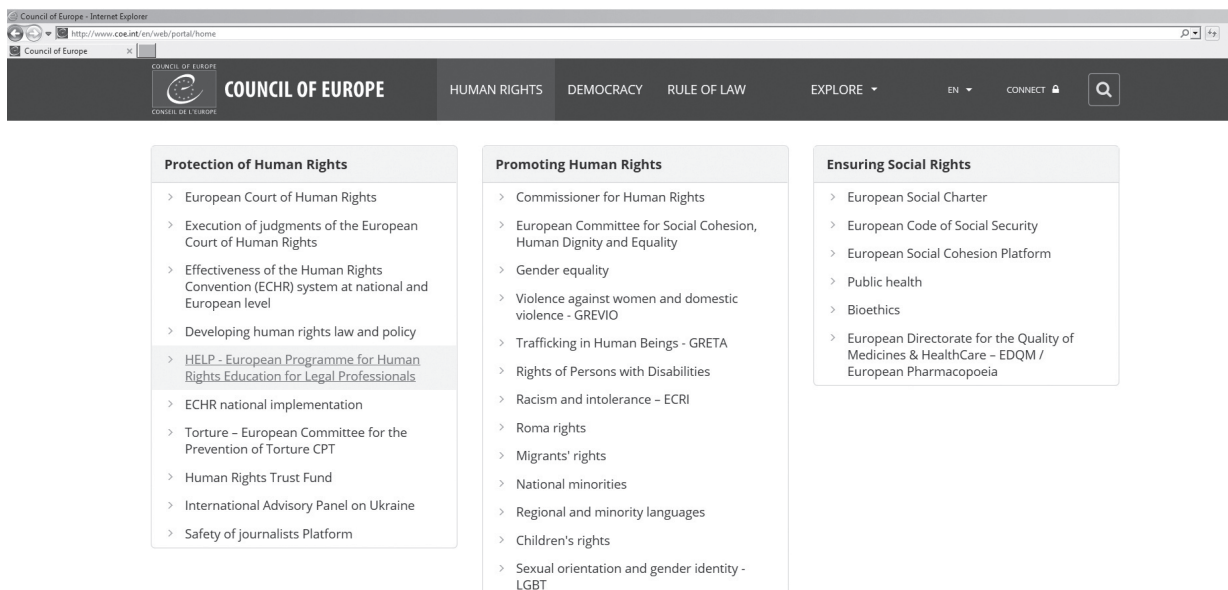 Council of Europe - Internet Explorer
http://www.coe.int/en/web/portal/home
Council of Europe
COUNCIL OF EUROPE
CONSEIL DE L'EUROPE
COUNCIL OF EUROPE
HUMAN RIGHTS
DEMOCRACY
RULE OF LAW
EXPLORE
EN
CONNECT
Protection of Human Rights
European Court of Human Rights
Execution of judgments of the European
Court of Human Rights
Effectiveness of the Human Rights
Convention (ECHR) system at national and
European level
Developing human rights law and policy
HELP - European Programme for Human
Rights Education for Legal Professionals
ECHR national implementation
Torture – European Committee for the
Prevention of Torture CPT
Human Rights Trust Fund
International Advisory Panel on Ukraine
Safety of journalists Platform
Promoting Human Rights
Commissioner for Human Rights
European Committee for Social Cohesion,
Human Dignity and Equality
Gender equality
Violence against women and domestic
violence - GREVIO
Trafficking in Human Beings - GRETA
Rights of Persons with Disabilities
Racism and intolerance – ECRI
Roma rights
Migrants' rights
National minorities
Regional and minority languages
Children's rights
Sexual orientation and gender identity -
LGBT
Ensuring Social Rights
European Social Charter
European Code of Social Security
European Social Cohesion Platform
Public health
Bioethics
European Directorate for the Quality of
Medicines & HealthCare – EDQM /
European Pharmacopoeia